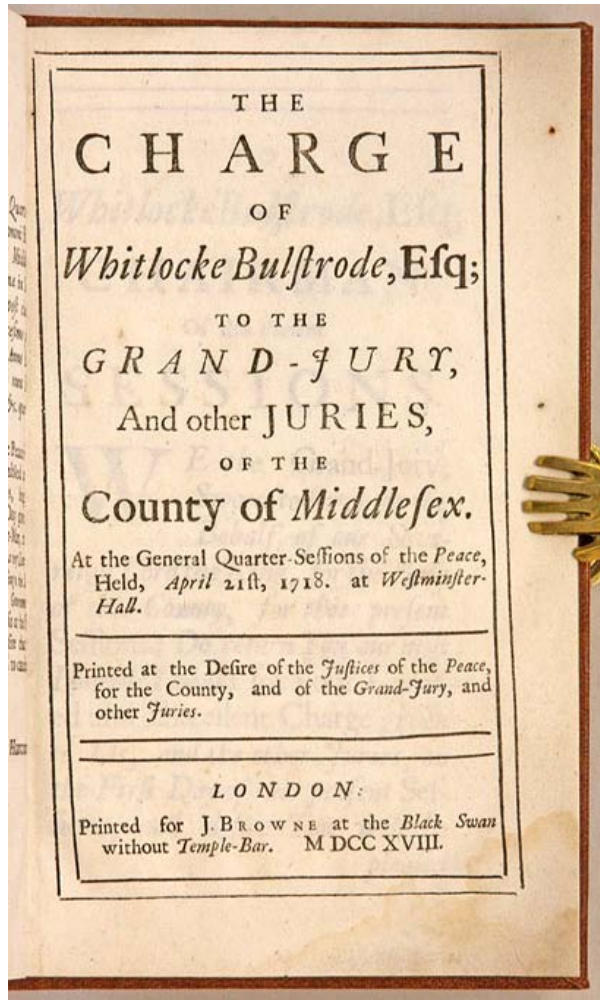 THE
CHARGE
OF
Whitlocke Bulſtrode, Eſq;
TO THE
GRAND-JURY,
And other JURIES,
OF THE
County of Middleſex.
At the General Quarter-Seſſions of the Peace,
Held, April 21ſt, 1718. at Weſtminſter-
Hall.
Printed at the Deſire of the Juſtices of the Peace,
for the County, and of the Grand-Jury, and
other Juries.
LONDON:
Printed for J. BROWNE at the Black Swan
without Temple-Bar. M DCC XVIII.